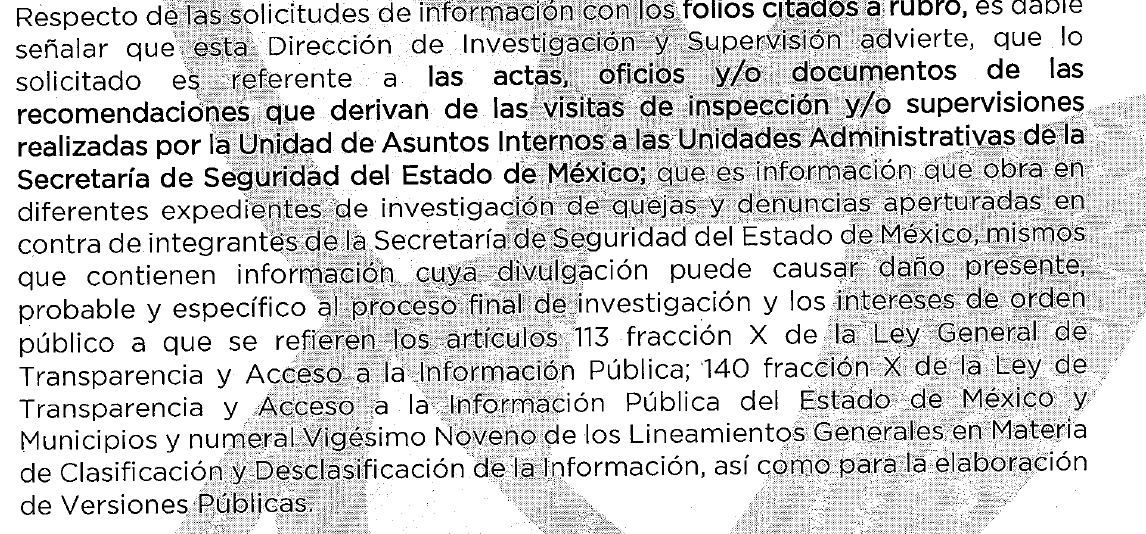 Respecto de las solicitudes de información con los folios citados a rubro, es dable
señalar que esta Dirección de Investigación y Supervisión advierte, que lo
solicitado es referente a las actas, oficios y/o documentos de las
recomendaciones que derivan de las visitas de inspección y/o supervisiones
realizadas por la Unidad de Asuntos Internos a las Unidades Administrativas de la
Secretaría de Seguridad del Estado de México; que es información que obra en
diferentes expedientes de investigación de quejas y denuncias aperturadas en
contra de integrantes de la Secretaría de Seguridad del Estado de México, mismos
que contienen información cuya divulgación puede causar daño presente,
probable y específico al proceso final de investigación y los intereses de orden
público a que se refieren los artículos 113 fracción X de la Ley General de
Transparencia y Acceso a la Información Pública; 140 fracción X de la Ley de
Transparencia y Acceso a la Información Pública del Estado de México y
Municipios y numeral Vigésimo Noveno de los Lineamientos Generales en Materia
de Clasificación y Desclasificación de la Información, así como para la elaboración
de Versiones Públicas.